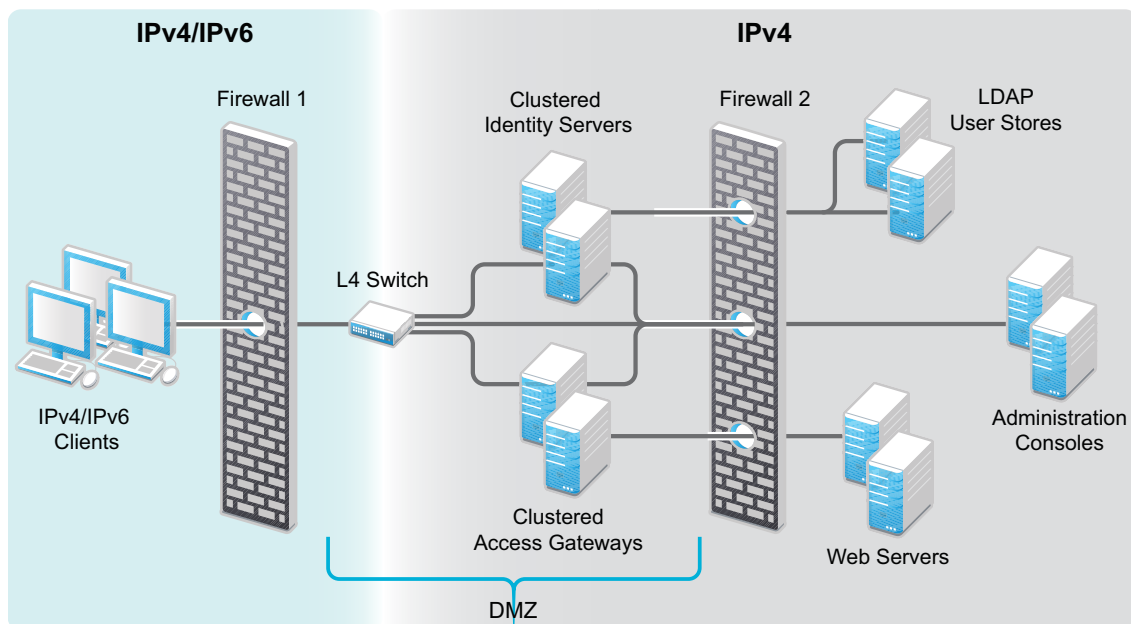 IPv4/IPv6
IPv4
Firewall 1
Clustered
Identity Servers
Firewall 2
LDAP
User Stores
L4 Switch
IPv4/IPv6
Clients
Administration
Consoles
Clustered
Access Gateways
Web Servers
DMZ